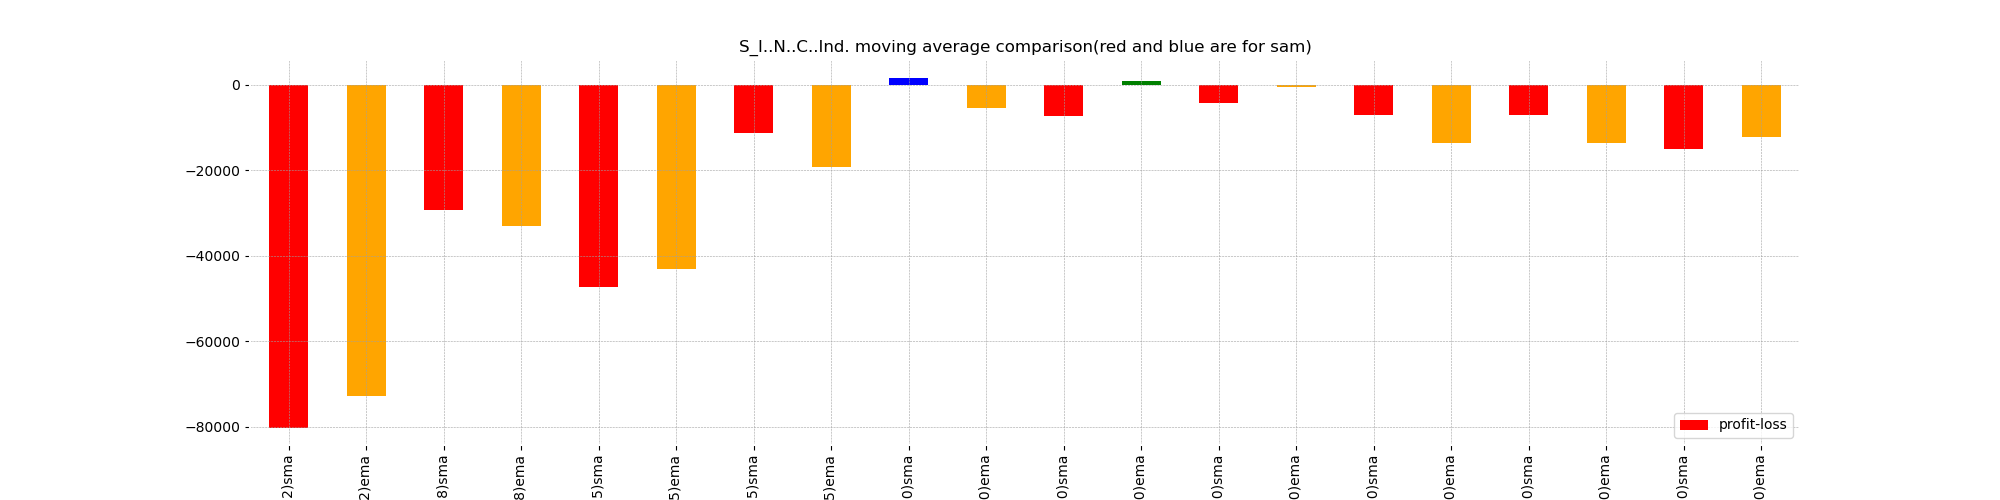 S_I..N..C..Ind. moving average comparison(red and blue are for sam)
0
−20000
−40000
−60000
−80000
profit-loss
2)sma
2)ema
8)sma
8)ema
5)sma
5)ema
5)sma
5)ema
0)sma
0)ema
0)sma
0)ema
0)sma
0)ema
0)sma
0)ema
0)sma
0)ema
0)sma
0)ema